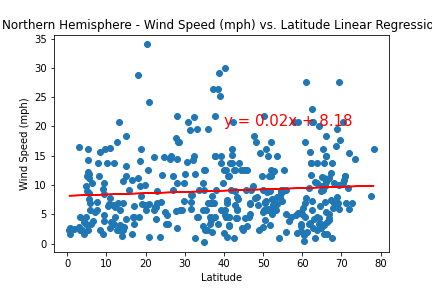 Northern Hemisphere - Wind Speed (mph) vs. Latitude Linear Regressio
35
30
25
20
15
10
5
0
Wind Speed (mph)
y = 0.02x + 8.18
0 10 20 30 40 50 60 70 80
Latitude